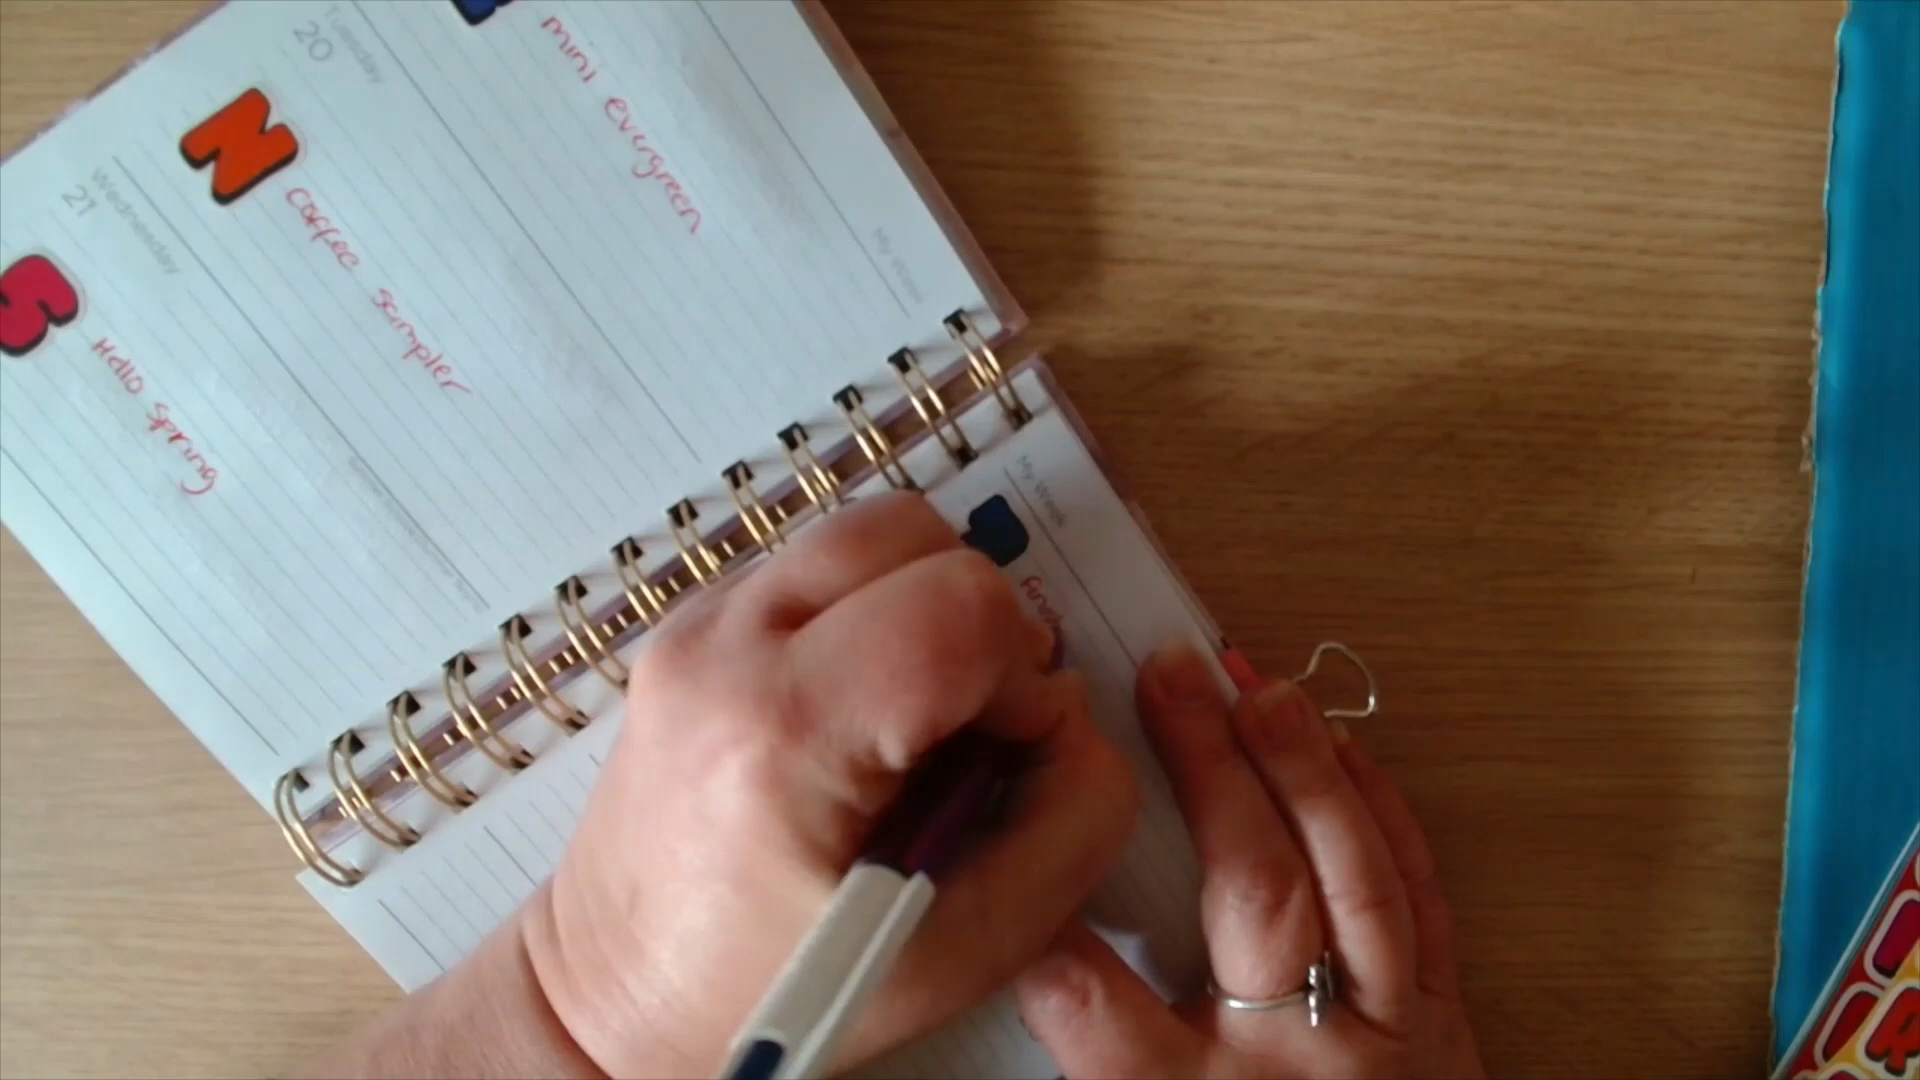 My Week
mini evergreen
Tuesday
20
N
coffee sampler
Wednesday
21
S
Hello Spring
My Week
R